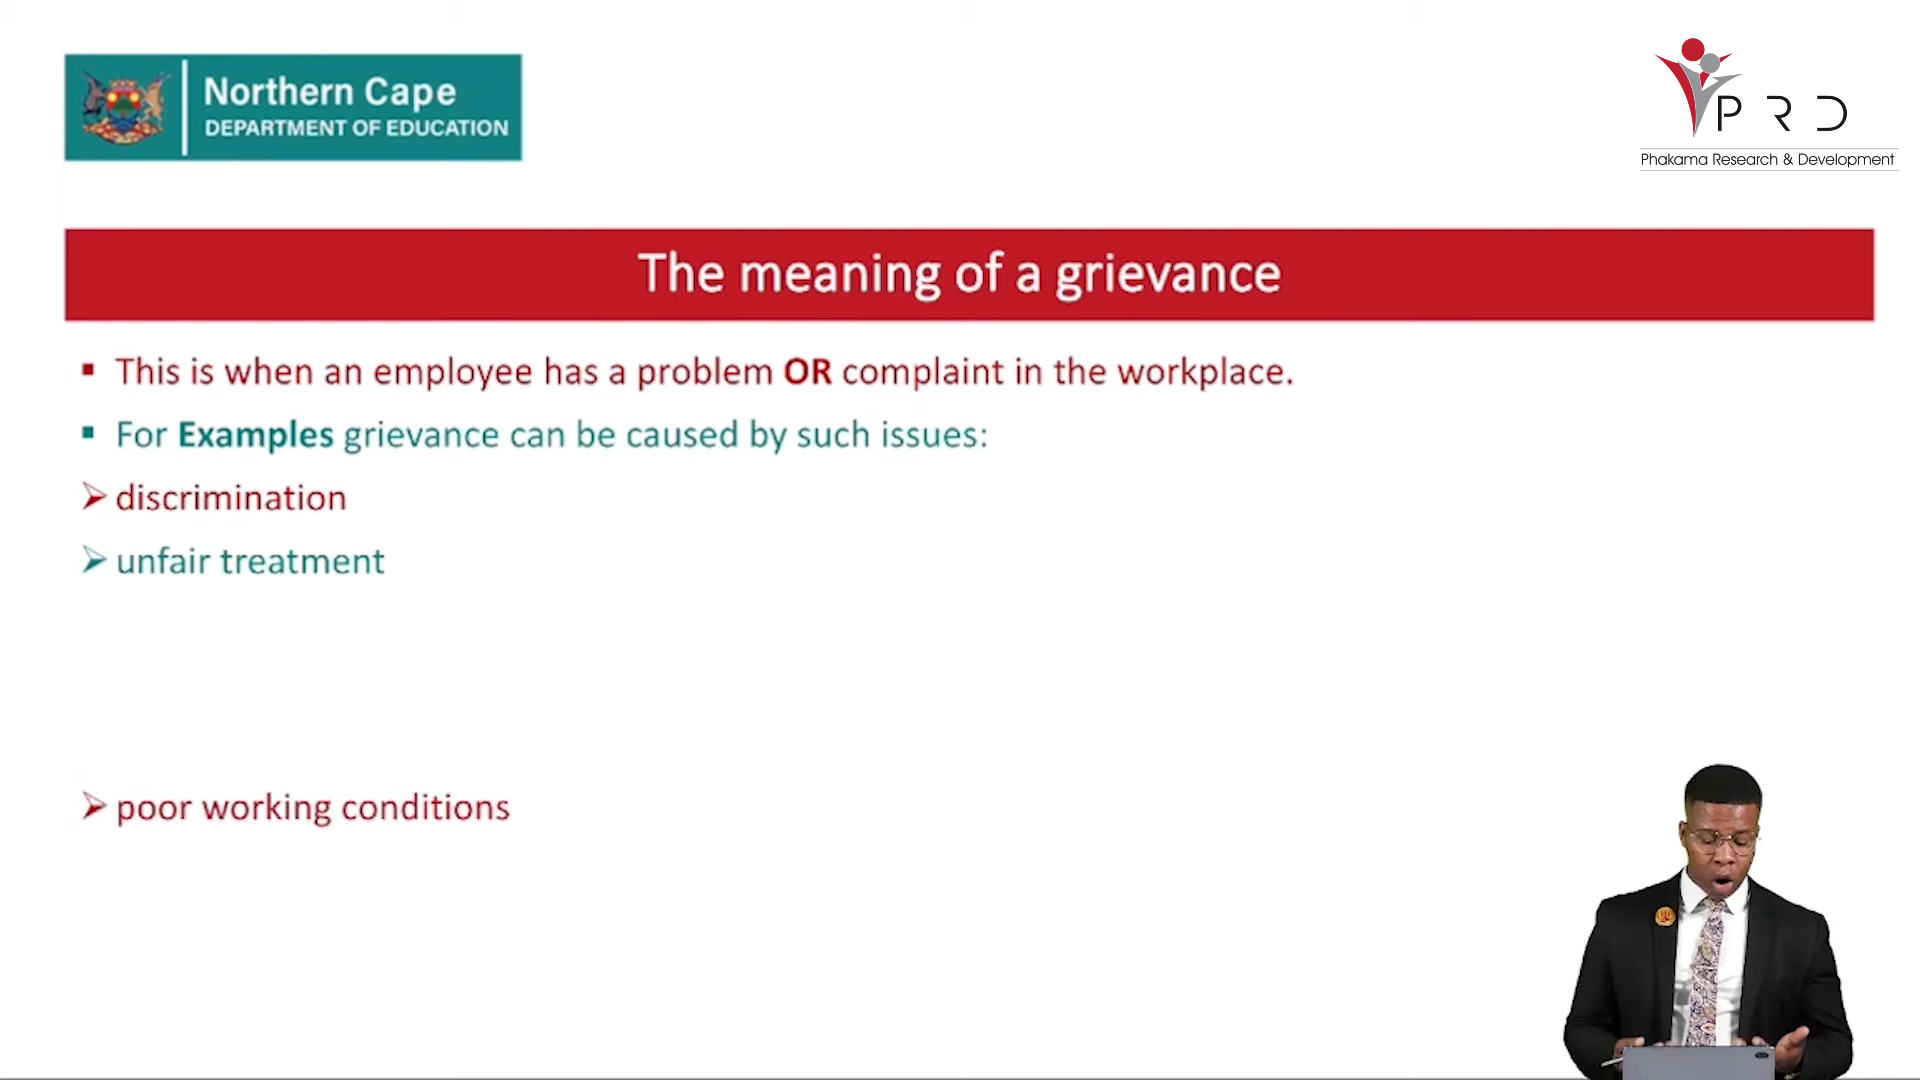 Northern Cape
DEPARTMENT OF EDUCATION
P R D
Phakama Research & Development
The meaning of a grievance
▪ This is when an employee has a problem OR complaint in the workplace.
▪ For Examples grievance can be caused by such issues:
➢ discrimination
➢ unfair treatment
➢ poor working conditions